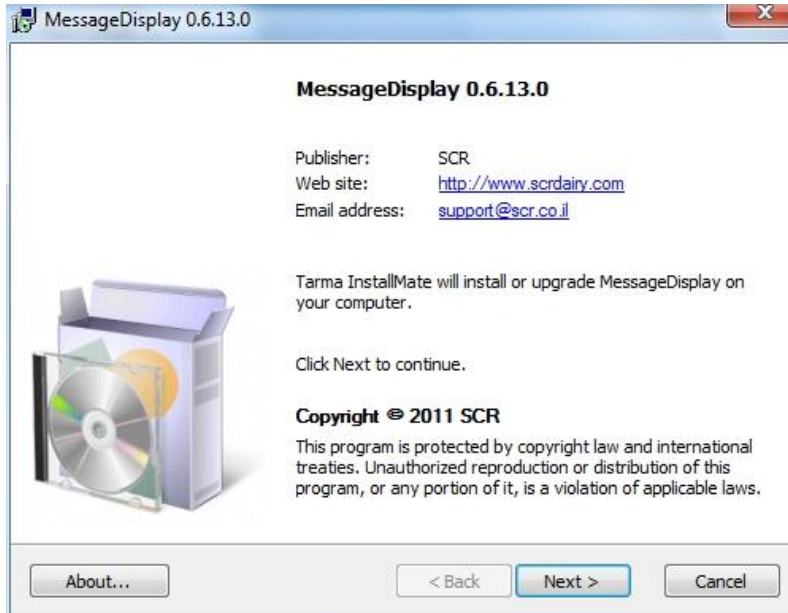 MessageDisplay 0.6.13.0
MessageDisplay 0.6.13.0
Publisher: SCR
Web site: http://www.scrdairy.com
Email address: support@scr.co.il
Tarma InstallMate will install or upgrade MessageDisplay on
your computer.
Click Next to continue.
Copyright © 2011 SCR
This program is protected by copyright law and international
treaties. Unauthorized reproduction or distribution of this
program, or any portion of it, is a violation of applicable laws.
About... < Back Next > Cancel